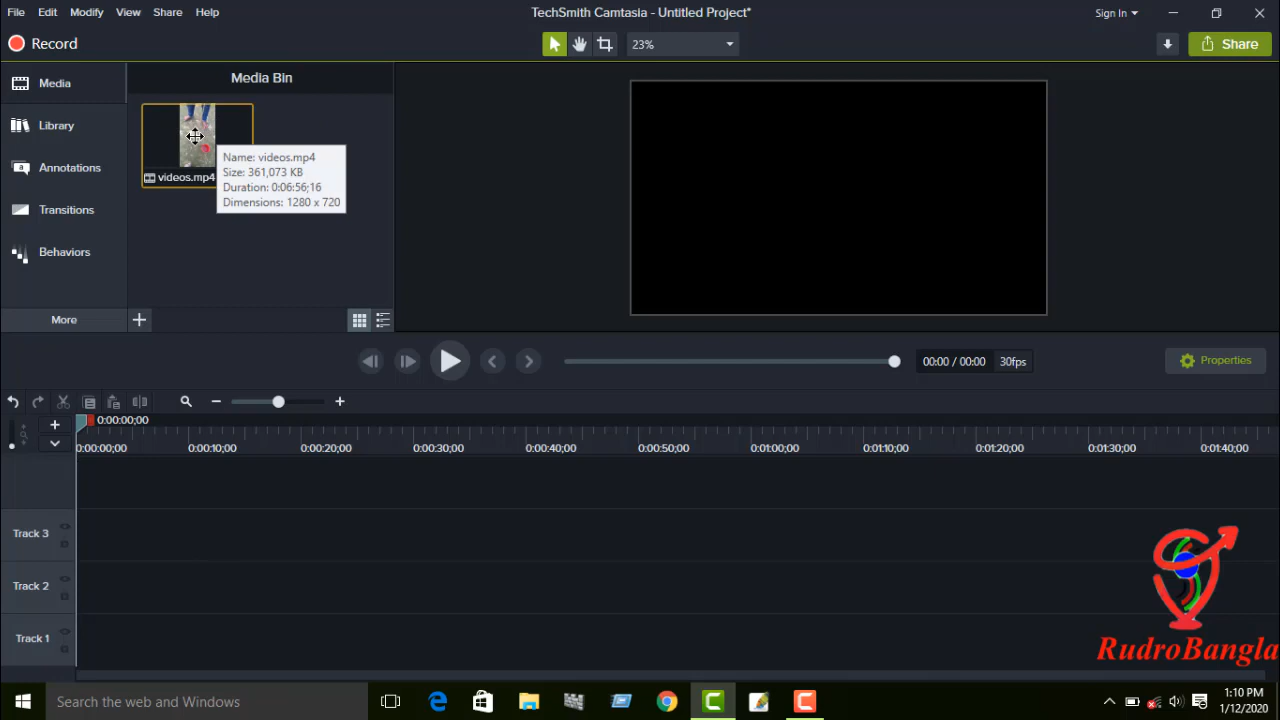 File Edit Modify View Share Help
TechSmith Camtasia - Untitled Project*
Sign In
Record
23%
Share
Media
Library
Annotations
Transitions
Behaviors
More
Media Bin
videos.mp4
Name: videos.mp4
Size: 361,073 KB
Duration: 0:06:56;16
Dimensions: 1280 x 720
00:00 / 00:00 30fps
Properties
0:00:00;00
0:00:00;00 0:00:10;00 0:00:20;00 0:00:30;00 0:00:40;00 0:00:50;00 0:01:00;00 0:01:10;00 0:01:20;00 0:01:30;00 0:01:40;00
Track 3
Track 2
Track 1
RudroBangla
Search the web and Windows
1:10 PM
1/12/2020